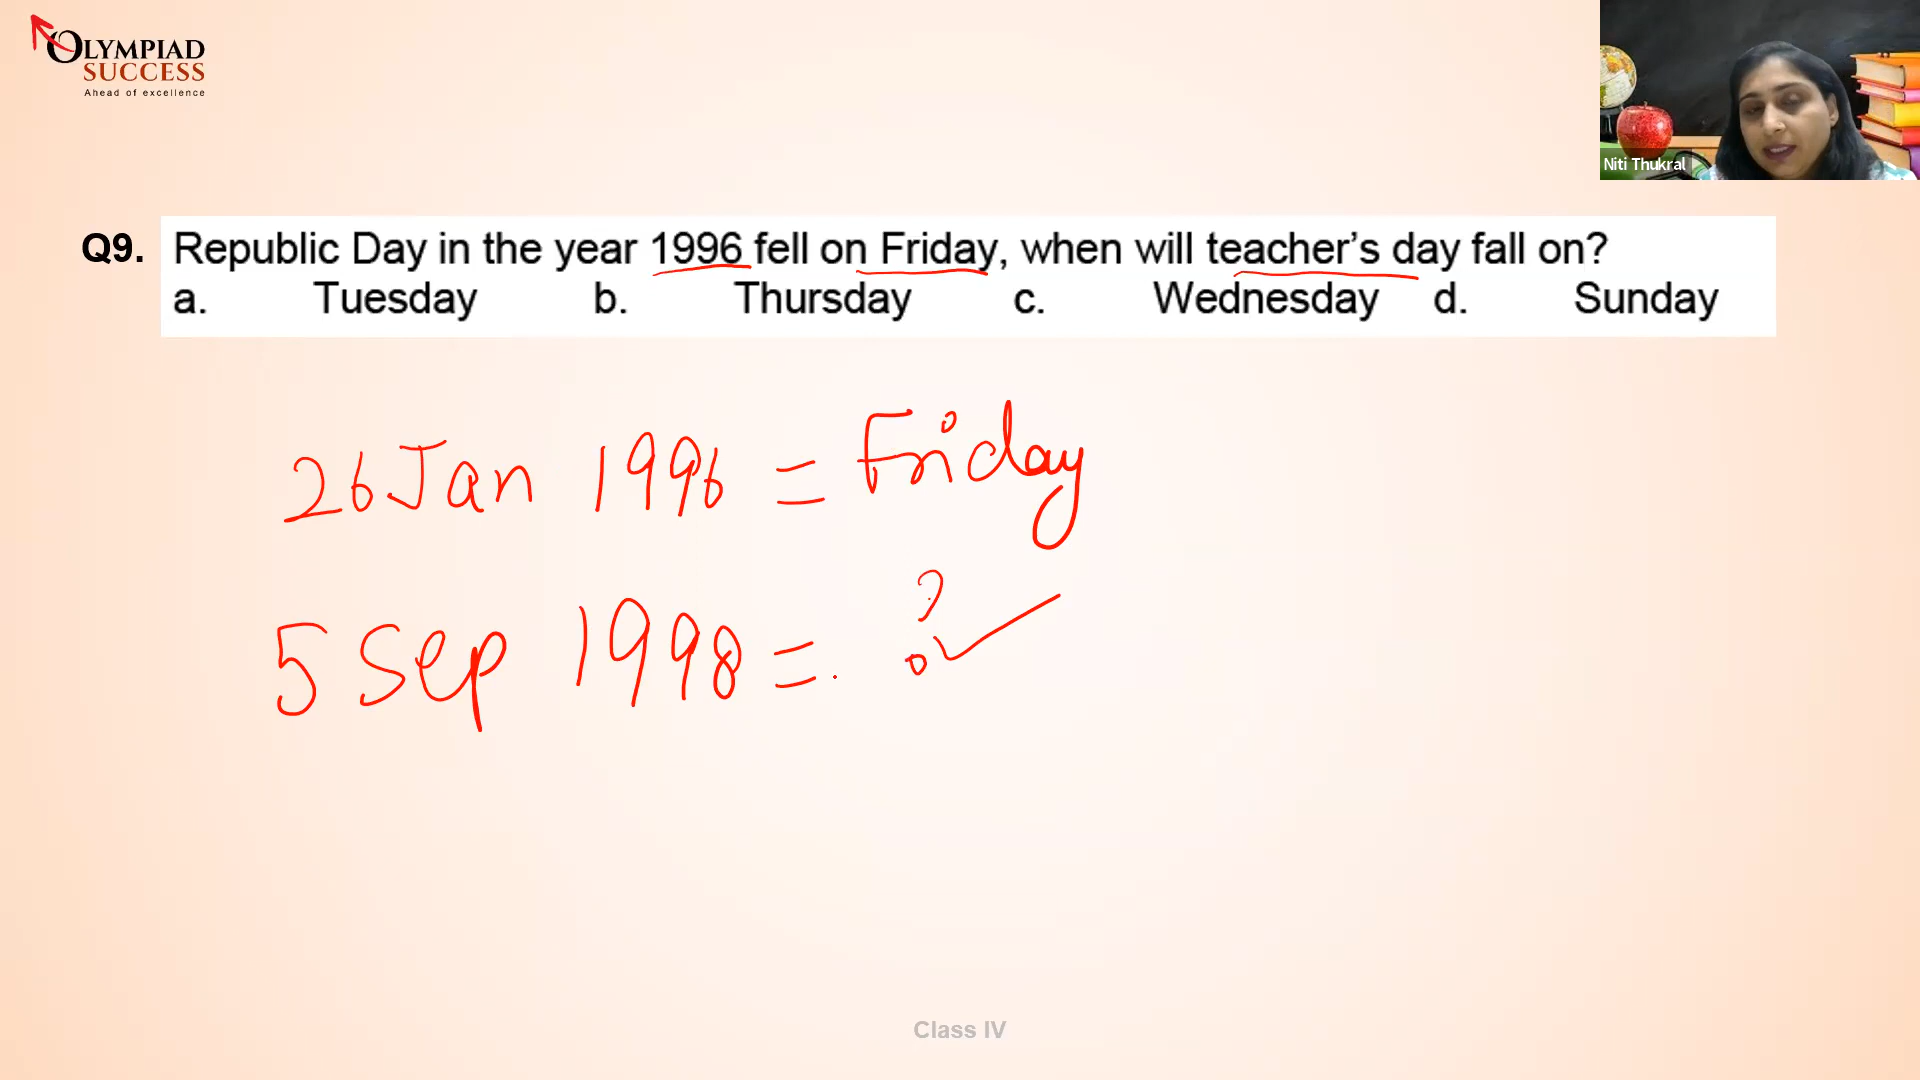 OLYMPIAD
SUCCESS
Ahead of excellence
Niti Thukral
Q9. Republic Day in the year 1996 fell on Friday, when will teacher's day fall on?
a. Tuesday b. Thursday c. Wednesday d. Sunday
26 Jan 1996 = Friday
5 Sep 1998 = ?
Class IV